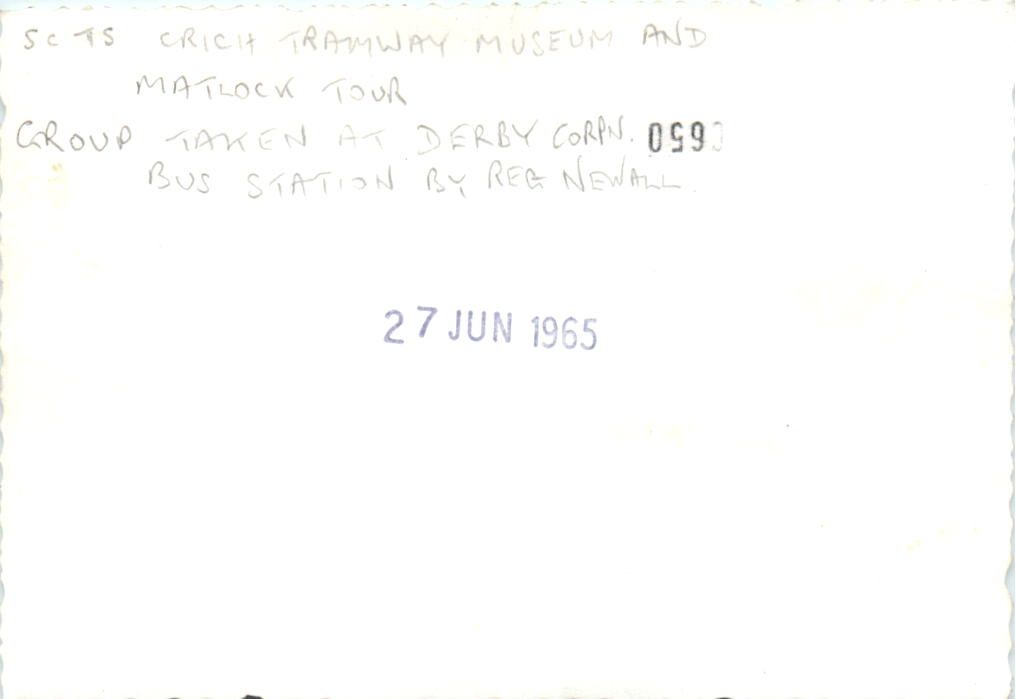 SCTS CRICH TRAMWAY MUSEUM AND
MATLOCK TOUR
GROUP TAKEN AT DERBY CORPN.
BUS STATION BY REG NEWALL.
27 JUN 1965